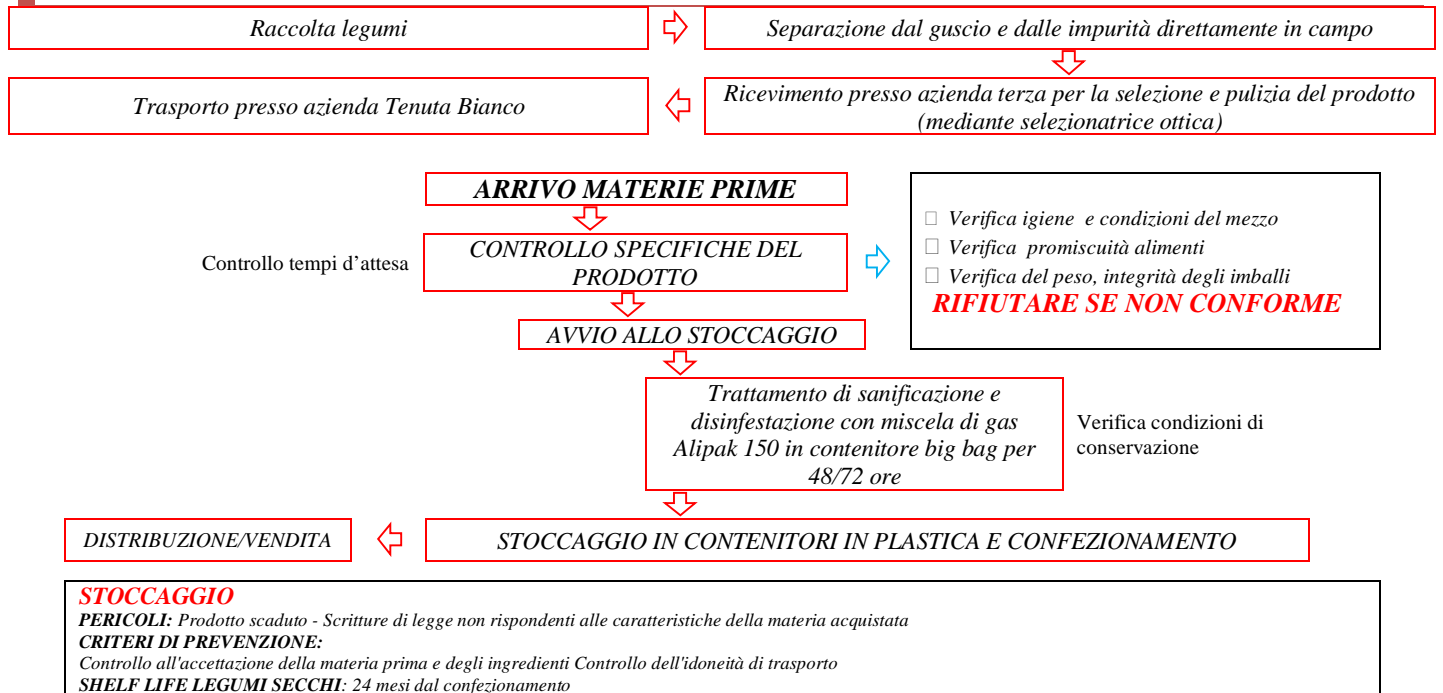 Raccolta legumi
Separazione dal guscio e dalle impurità direttamente in campo
Trasporto presso azienda Tenuta Bianco
Ricevimento presso azienda terza per la selezione e pulizia del prodotto
(mediante selezionatrice ottica)
ARRIVO MATERIE PRIME
Controllo tempi d'attesa
CONTROLLO SPECIFICHE DEL
PRODOTTO
Verifica igiene e condizioni del mezzo
Verifica promiscuità alimenti
Verifica del peso, integrità degli imballi
RIFIUTARE SE NON CONFORME
AVVIO ALLO STOCCAGGIO
Trattamento di sanificazione e
disinfestazione con miscela di gas
Alipak 150 in contenitore big bag per
48/72 ore
Verifica condizioni di
conservazione
DISTRIBUZIONE/VENDITA
STOCCAGGIO IN CONTENITORI IN PLASTICA E CONFEZIONAMENTO
STOCCAGGIO
PERICOLI: Prodotto scaduto - Scritture di legge non rispondenti alle caratteristiche della materia acquistata
CRITERI DI PREVENZIONE:
Controllo all'accettazione della materia prima e degli ingredienti Controllo dell'idoneità di trasporto
SHELF LIFE LEGUMI SECCHI: 24 mesi dal confezionamento